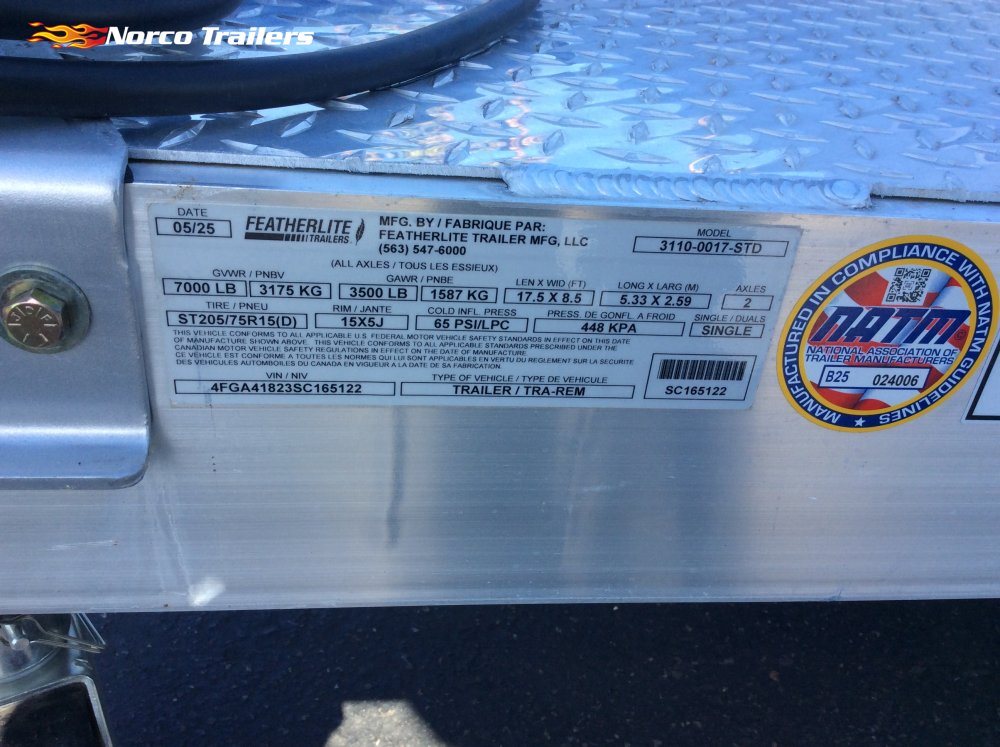 Norco Trailers
DATE
05/25
FEATHERLITE
TRAILERS
MFG. BY / FABRIQUE PAR:
FEATHERLITE TRAILER MFG, LLC
(563) 547-6000
MODEL
3110-0017-STD
(ALL AXLES / TOUS LES ESSIEUX)
GVWR / PNBV GAWR / PNBE LEN X WID (FT) LONG X LARG (M) AXLES
7000 LB 3175 KG 3500 LB 1587 KG 17.5 X 8.5 5.33 X 2.59 2
TIRE / PNEU RIM / JANTE COLD INFL. PRESS PRESS. DE GONFL. A FROID SINGLE / DUALS
ST205/75R15(D) 15X5J 65 PSI/LPC 448 KPA SINGLE
THIS VEHICLE CONFORMS TO ALL APPLICABLE U.S. FEDERAL MOTOR VEHICLE SAFETY STANDARDS IN EFFECT ON THIS DATE
OF MANUFACTURE SHOWN ABOVE. THIS VEHICLE CONFORMS TO ALL APPLICABLE STANDARDS PRESCRIBED UNDER THE
CANADIAN MOTOR VEHICLE SAFETY REGULATIONS IN EFFECT ON THE DATE OF MANUFACTURE
CE VÉHICULE CONFORME A TOUTES LES NORMES QUI LUI SONT APPLICABLES EN VERTU DU REGLEMENT SUR LA SECURITE
DES VEHICULES AUTOMBOILES DU CANADA EN VIGUEUR A LA DATE DE SA FABRICATION.
VIN / NIV TYPE OF VEHICLE / TYPE DE VEHICULE
4FGA41823SC165122 TRAILER / TRA-REM SC165122
MANUFACTURED IN COMPLIANCE WITH NATM GUIDELINES
NATM
NATIONAL ASSOCIATION OF
TRAILER MANUFACTURERS
B25 024006